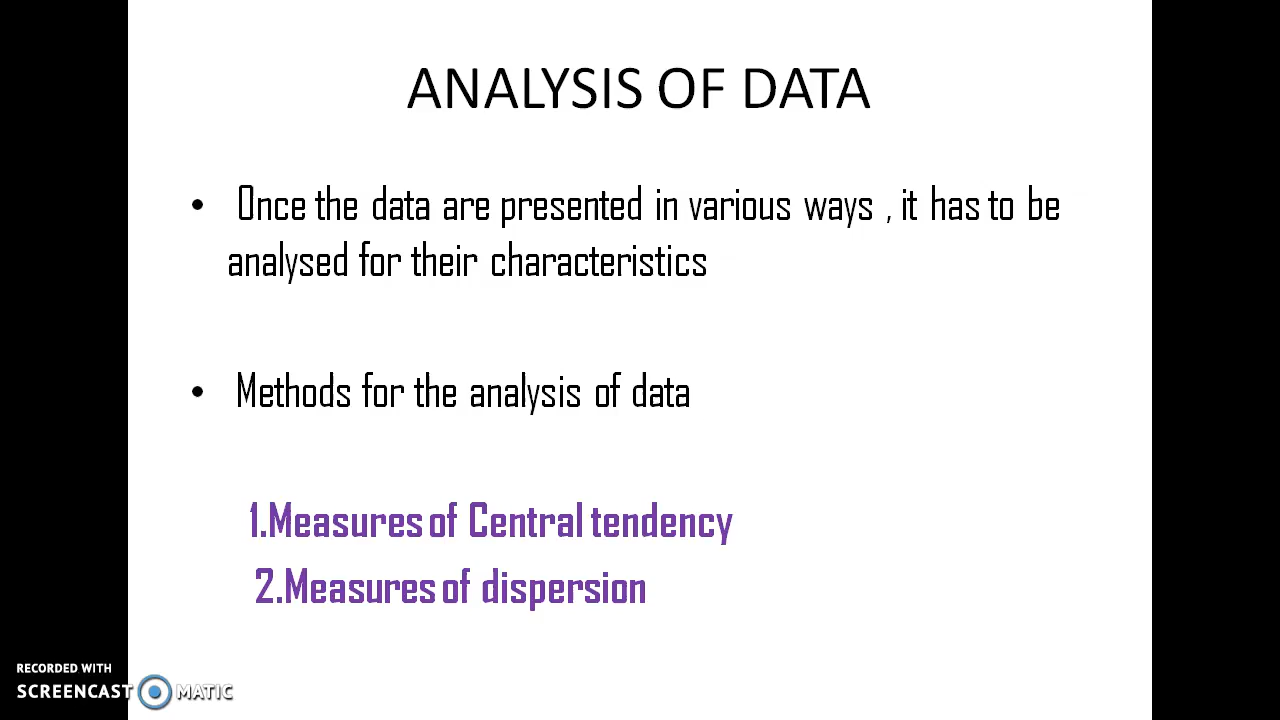 ANALYSIS OF DATA
• Once the data are presented in various ways , it has to be
analysed for their characteristics
• Methods for the analysis of data
1.Measures of Central tendency
2.Measures of dispersion
RECORDED WITH
SCREENCAST MATIC